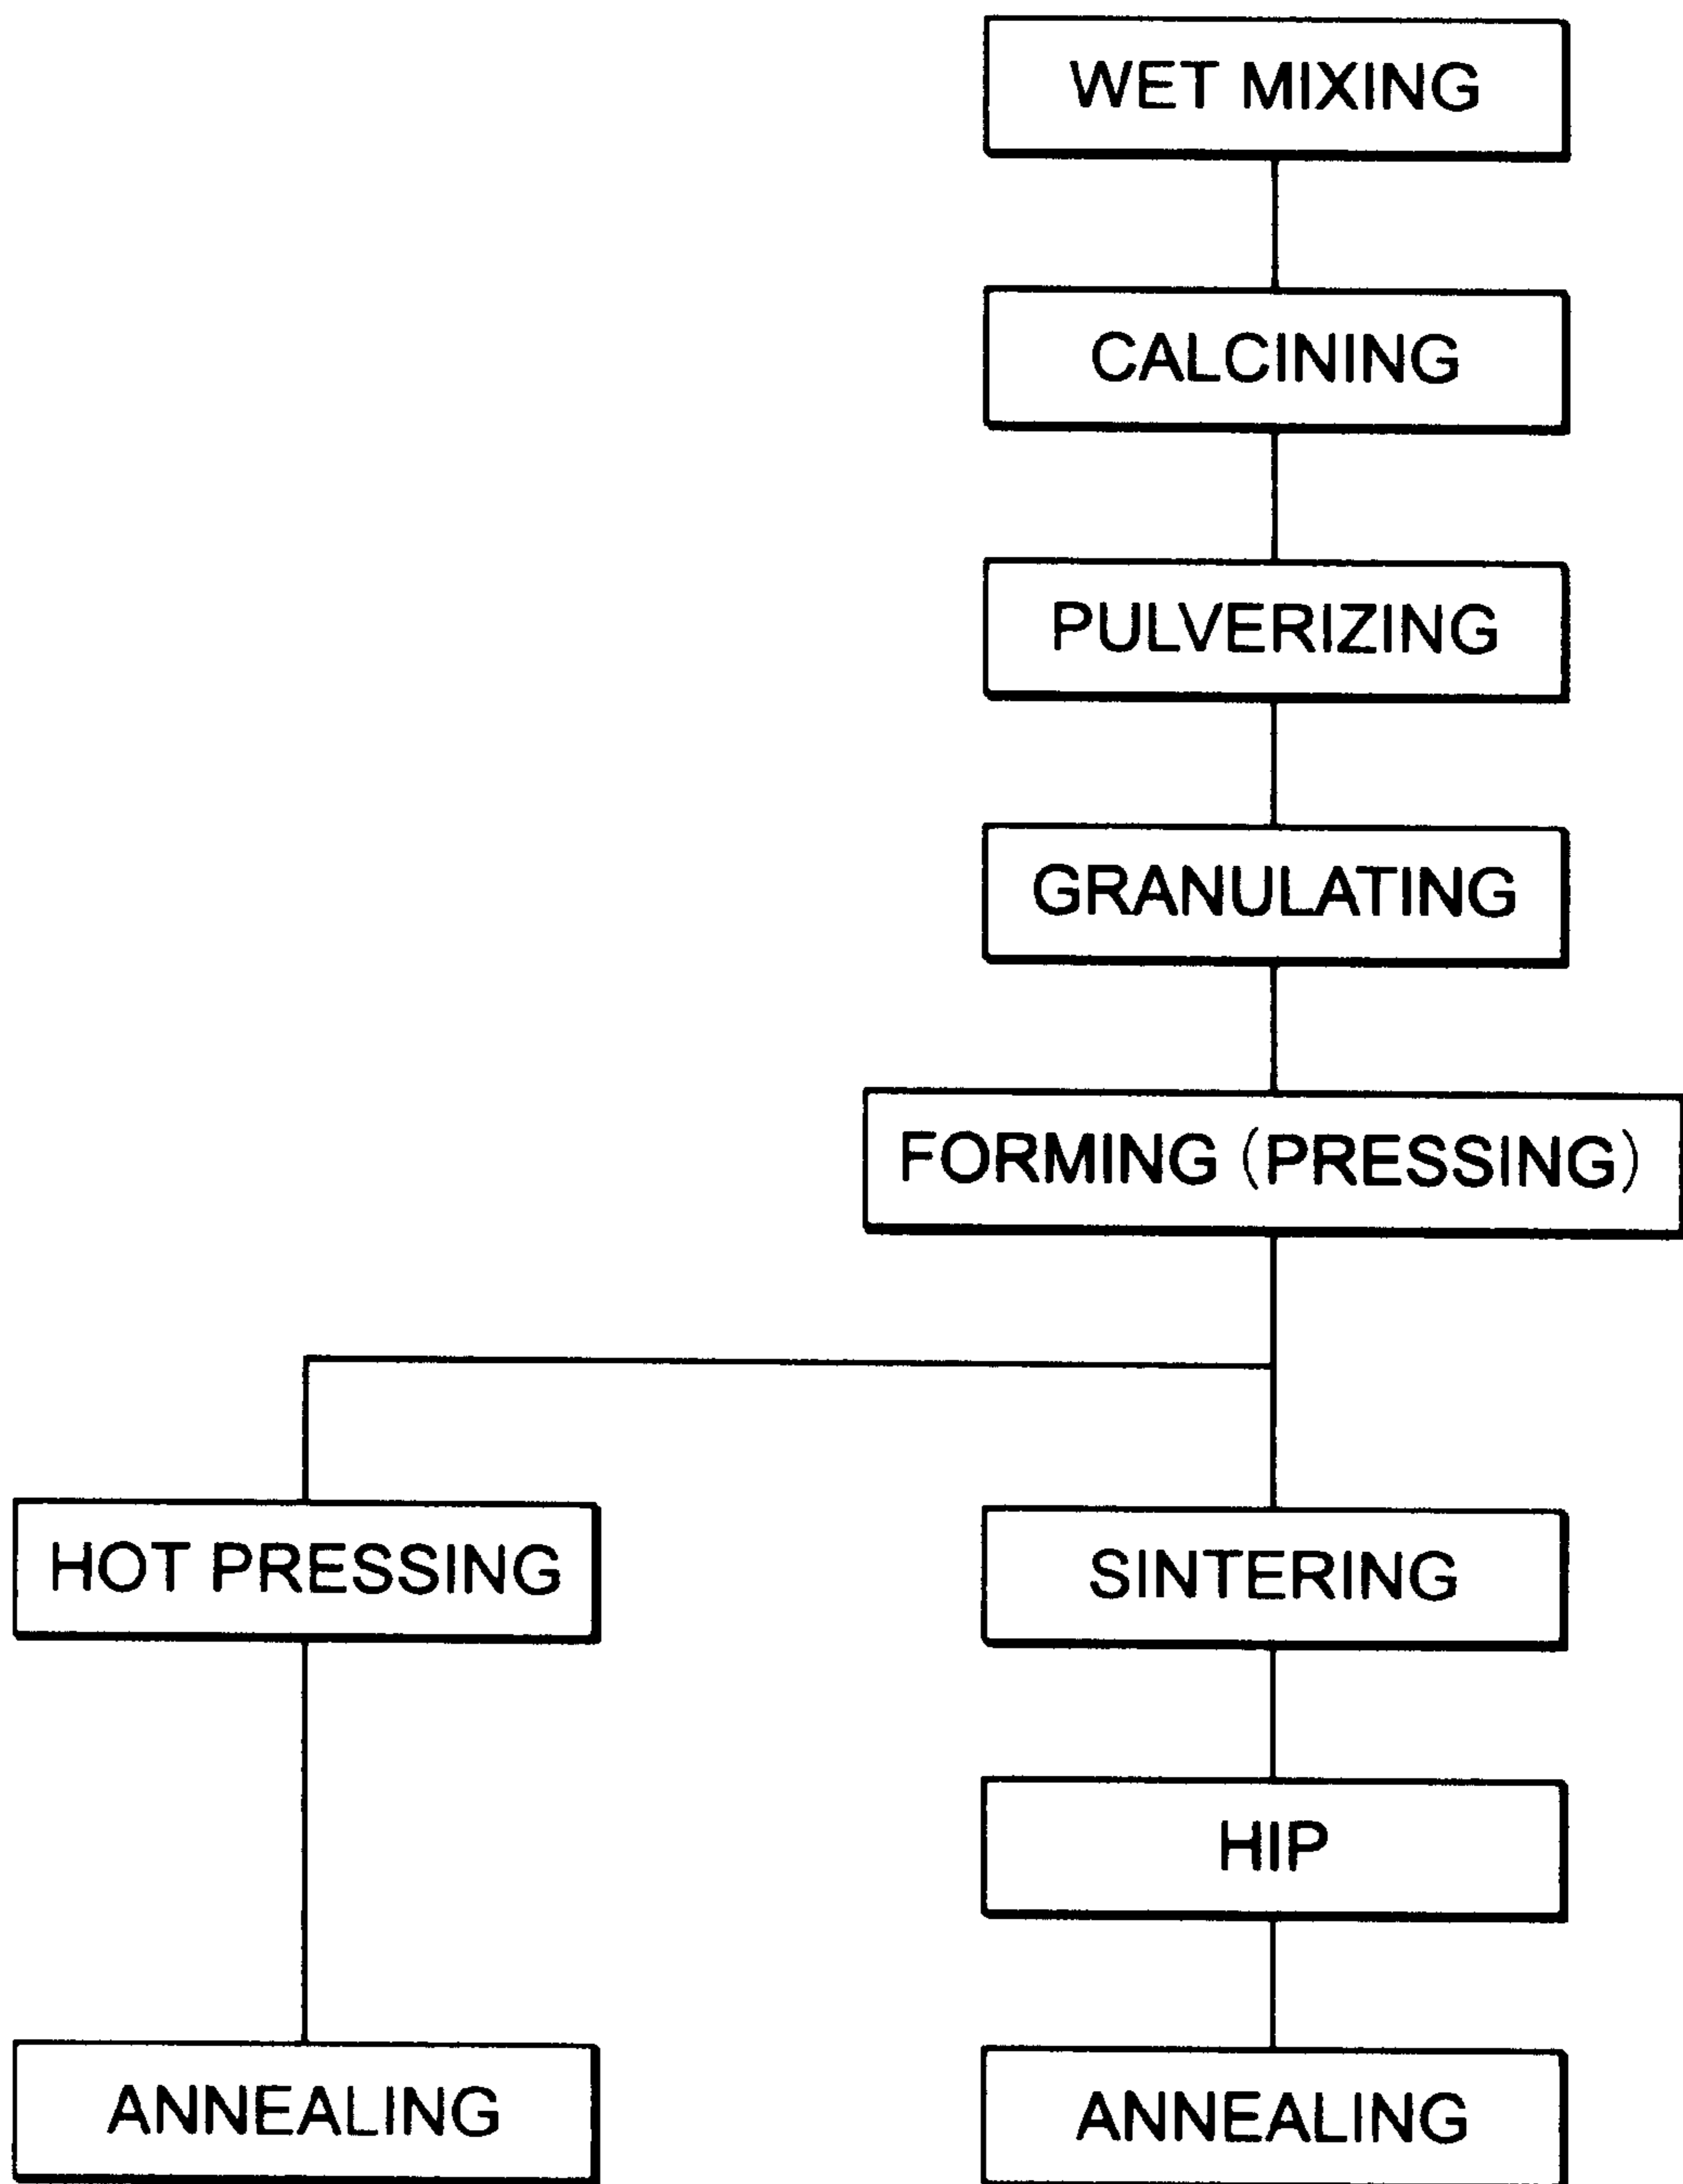 WET MIXING
CALCINING
PULVERIZING
GRANULATING
FORMING (PRESSING)
HOT PRESSING
SINTERING
HIP
ANNEALING
ANNEALING